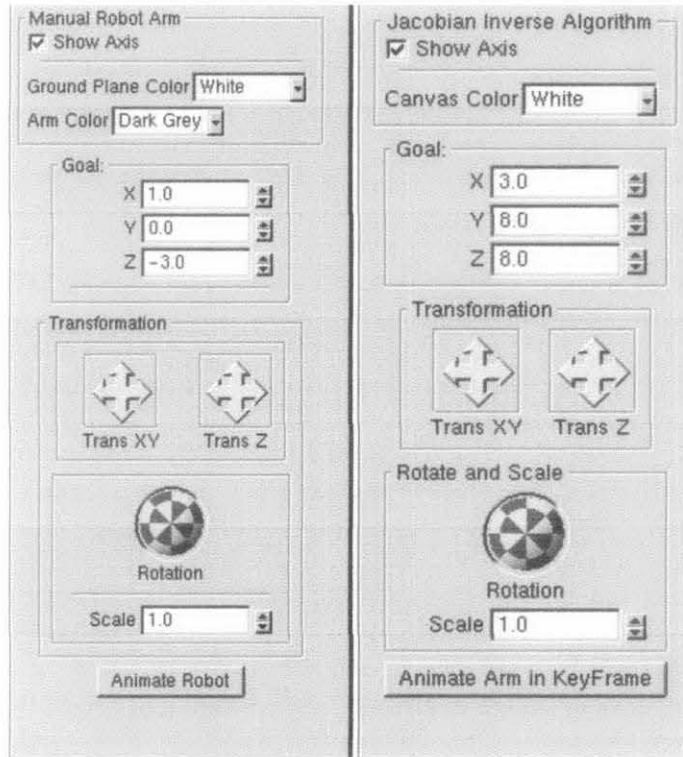 Manual Robot Arm
Show Axis
Ground Plane Color White
Arm Color Dark Grey
Goal:
X 1.0
Y 0.0
Z -3.0
Transformation
Trans XY Trans Z
Rotation
Scale 1.0
Animate Robot
Jacobian Inverse Algorithm
Show Axis
Canvas Color White
Goal:
X 3.0
Y 8.0
Z 8.0
Transformation
Trans XY Trans Z
Rotate and Scale
Rotation
Scale 1.0
Animate Arm in KeyFrame